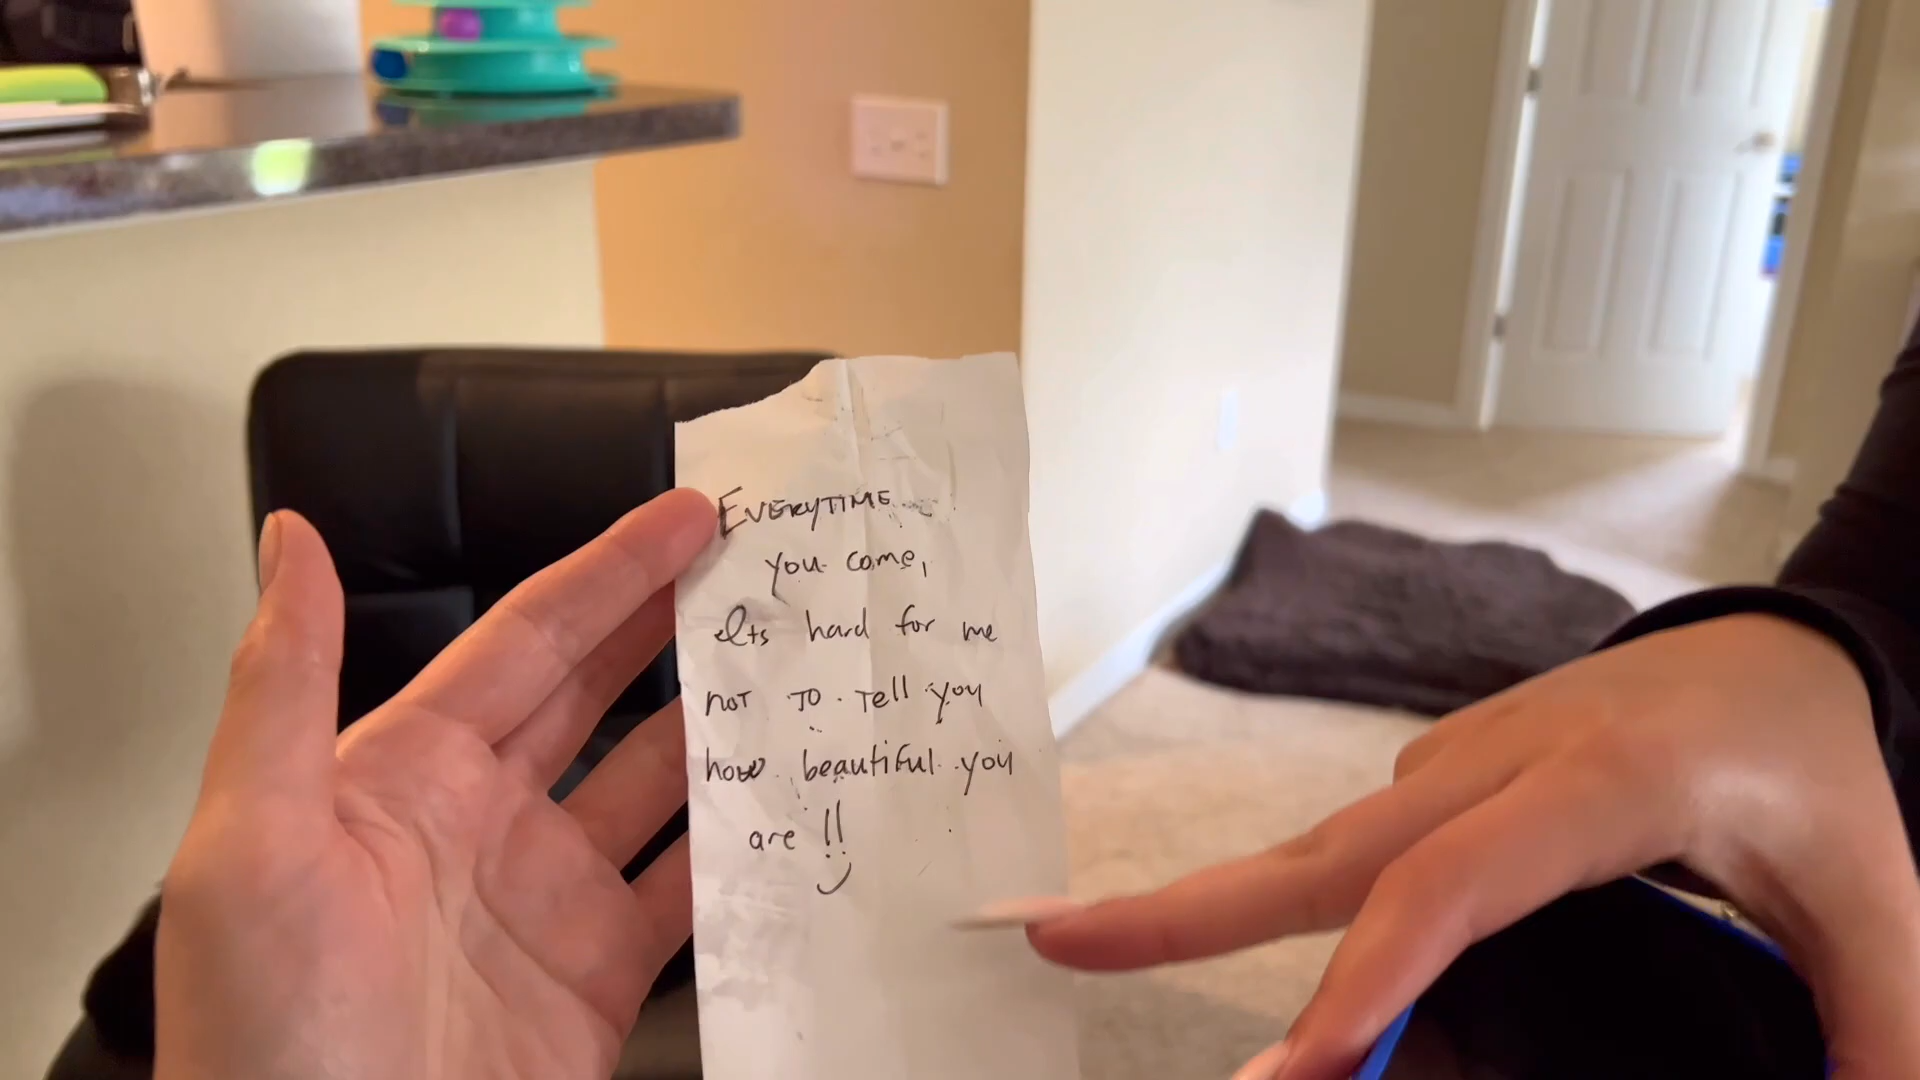 EVERYTIME
you come,
Its hard for me
not to tell you
how beautiful you
are !!